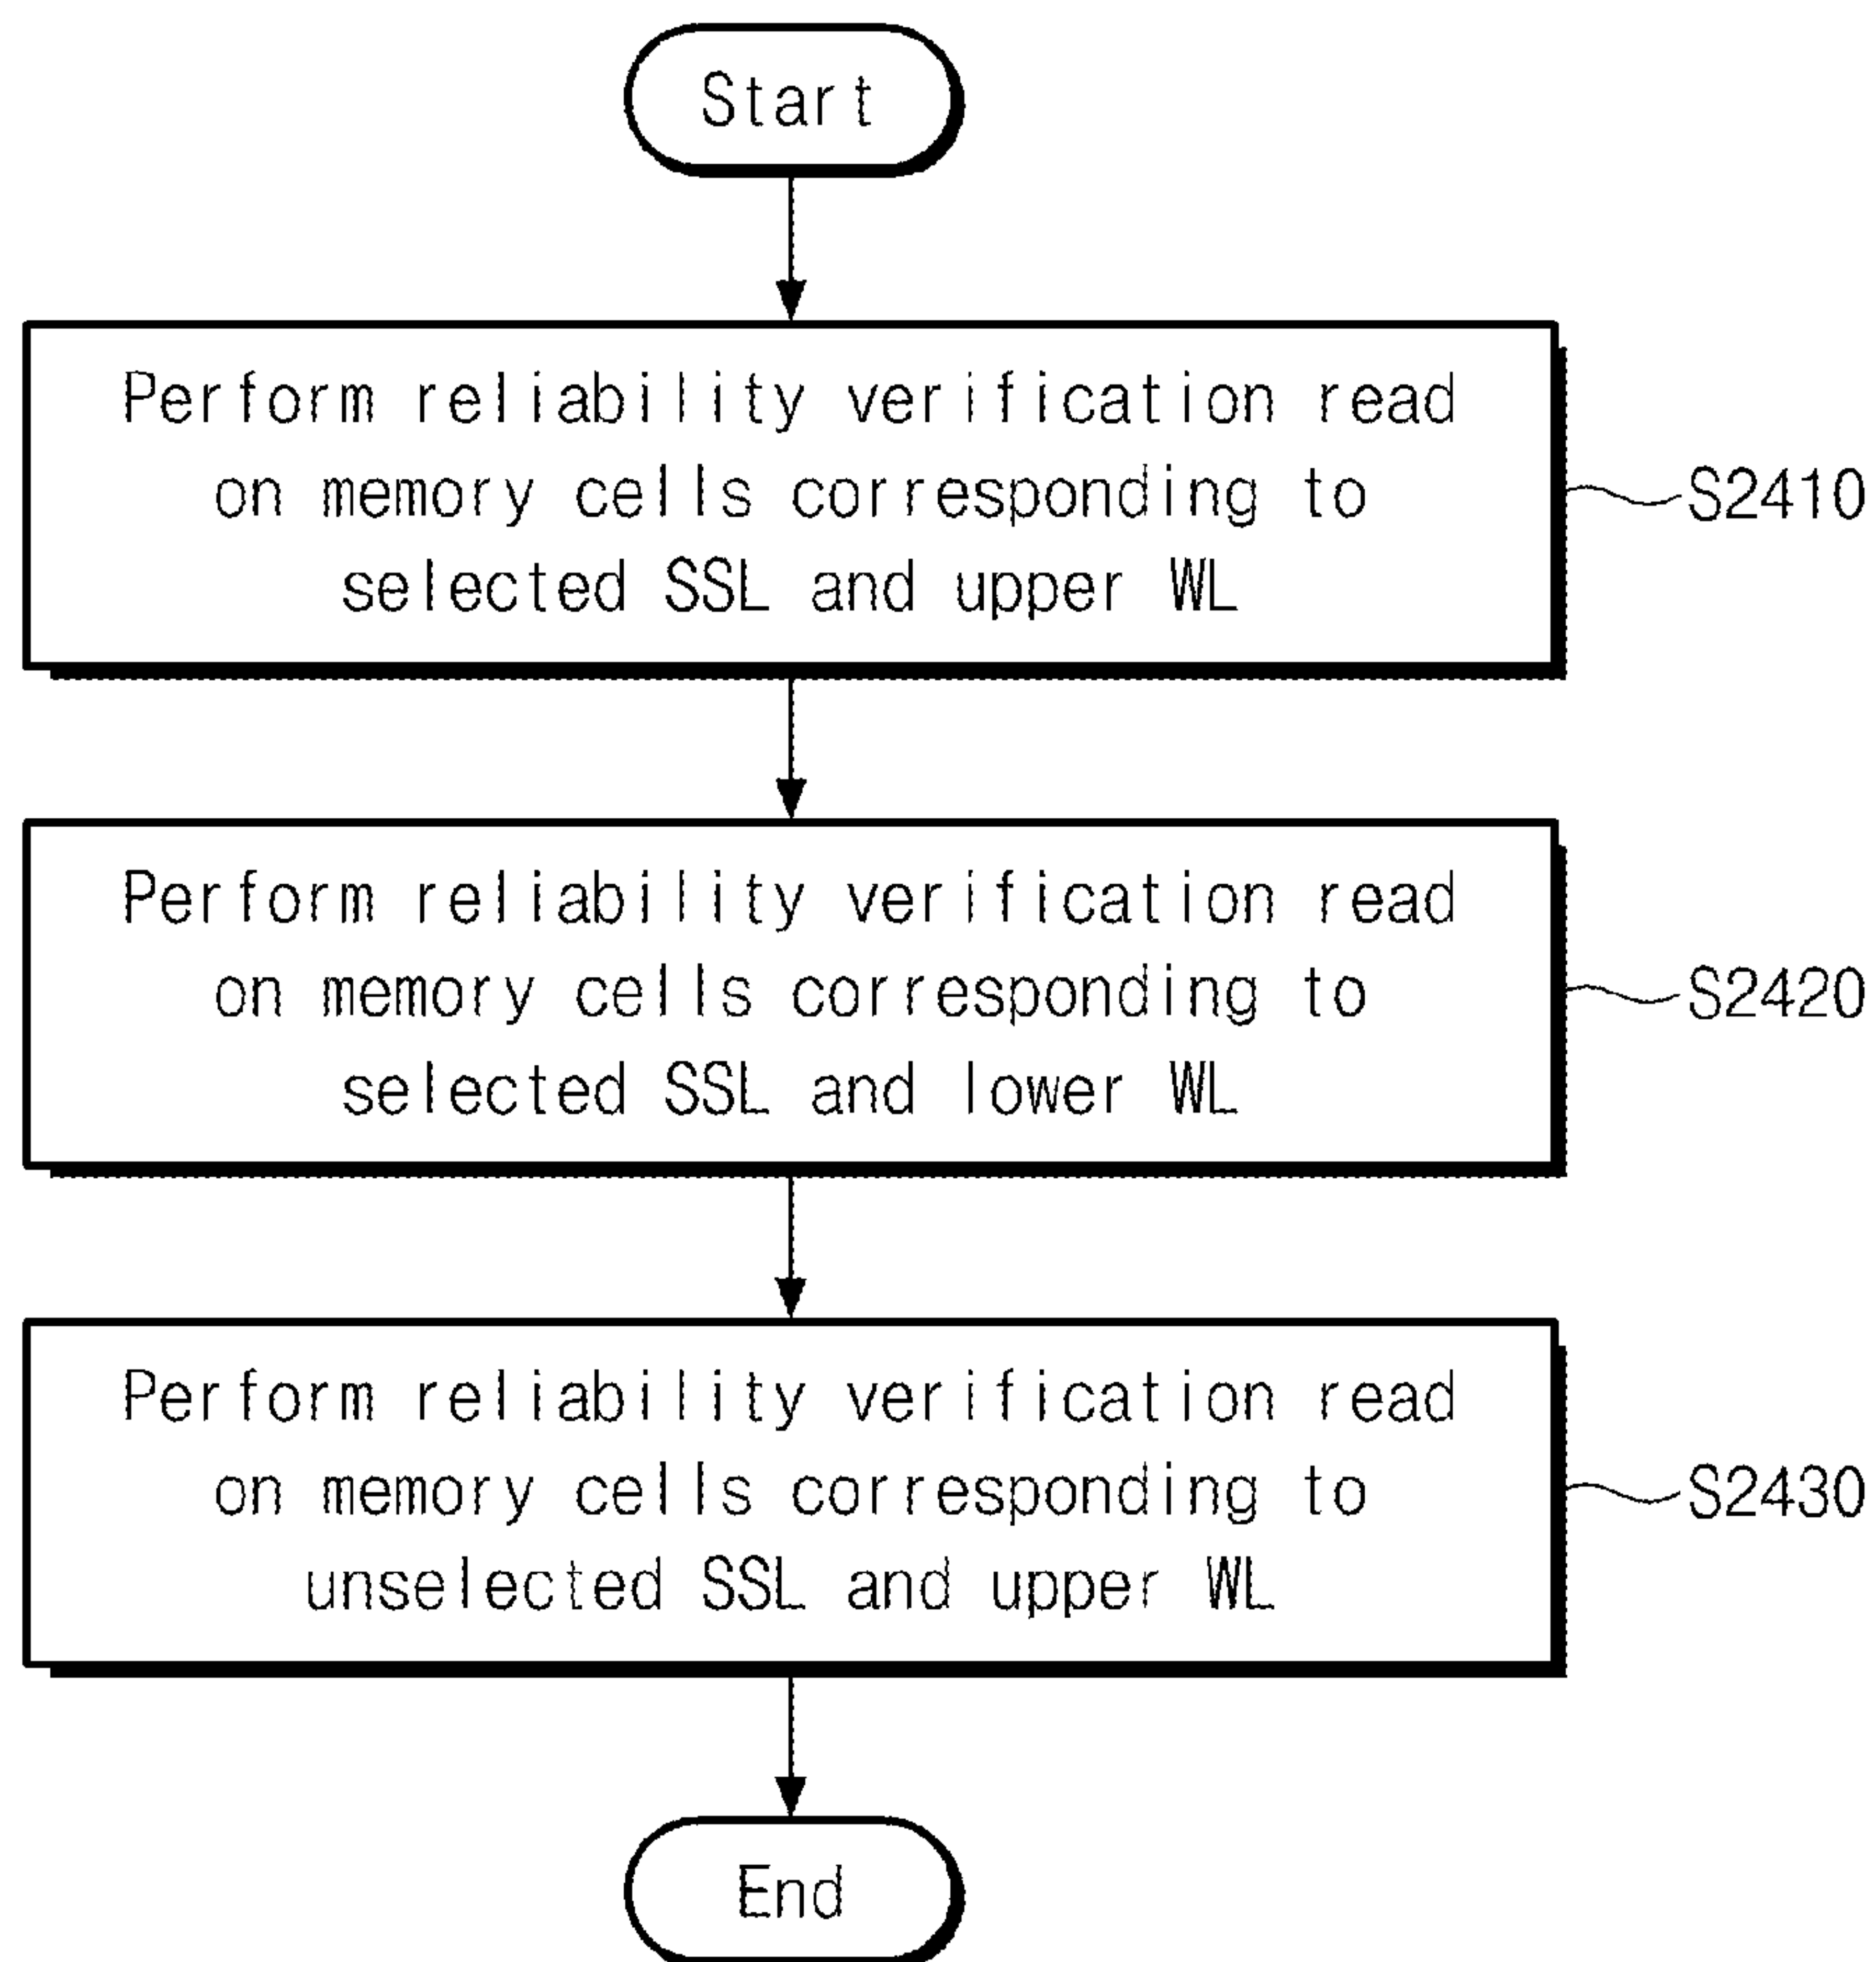 Start
Perform reliability verification read
on memory cells corresponding to
selected SSL and upper WL
S2410
Perform reliability verification read
on memory cells corresponding to
selected SSL and lower WL
S2420
Perform reliability verification read
on memory cells corresponding to
unselected SSL and upper WL
S2430
End